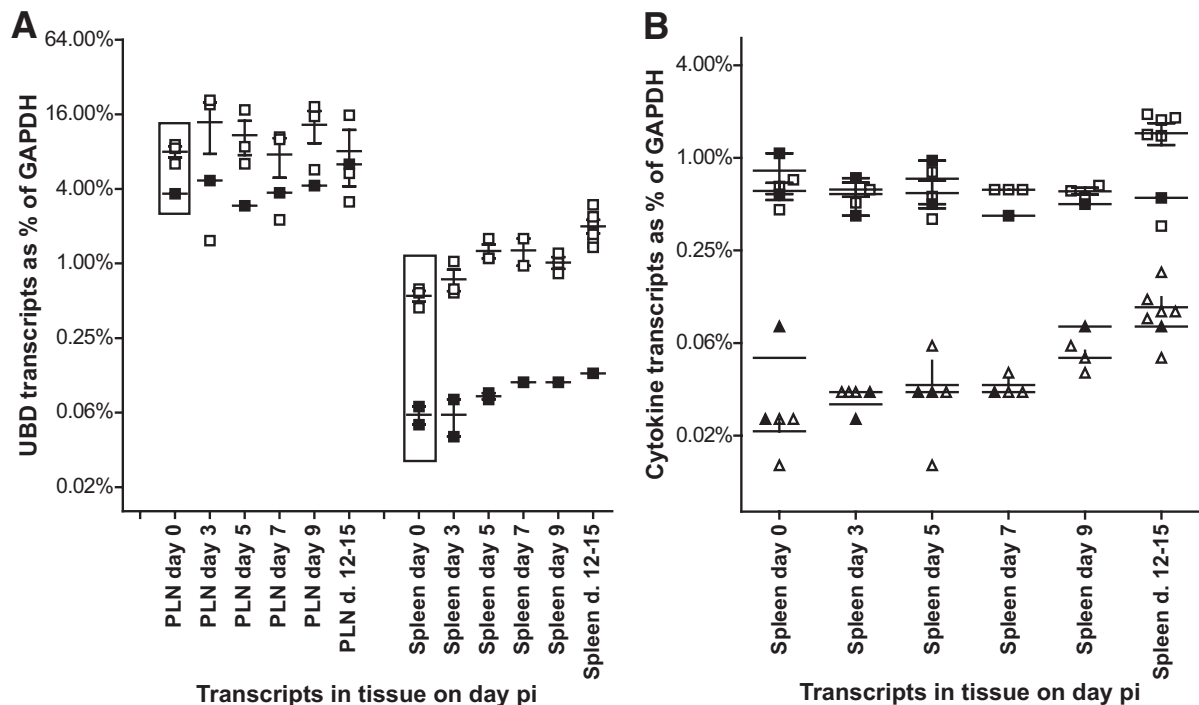 A
UBD transcripts as % of GAPDH
64.00%
16.00%
4.00%
1.00%
0.25%
0.06%
0.02%
PLN day 0
PLN day 3
PLN day 5
PLN day 7
PLN day 9
PLN d. 12-15
Spleen day 0
Spleen day 3
Spleen day 5
Spleen day 7
Spleen day 9
Spleen d. 12-15
Transcripts in tissue on day pi
B
Cytokine transcripts as % of GAPDH
4.00%
1.00%
0.25%
0.06%
0.02%
Spleen day 0
Spleen day 3
Spleen day 5
Spleen day 7
Spleen day 9
Spleen d. 12-15
Transcripts in tissue on day pi